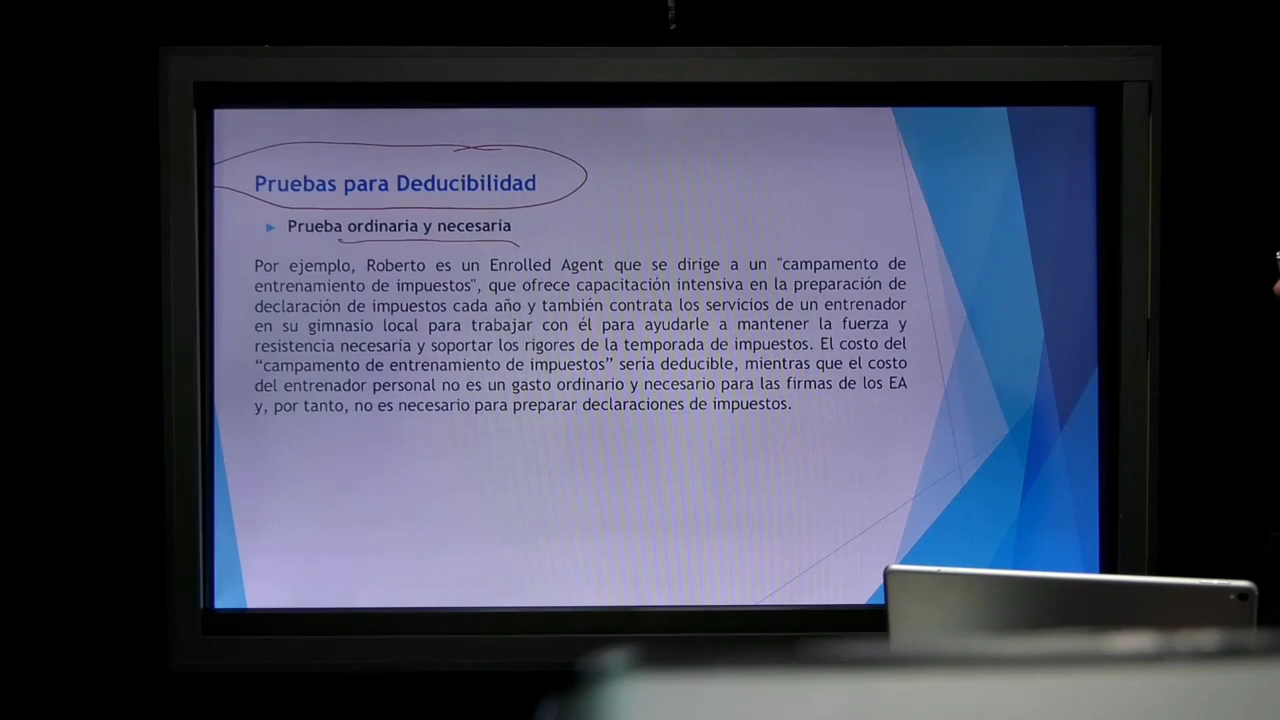 Pruebas para Deducibilidad
► Prueba ordinaria y necesaria
Por ejemplo, Roberto es un Enrolled Agent que se dirige a un "campamento de
entrenamiento de impuestos", que ofrece capacitación intensiva en la preparación de
declaración de impuestos cada año y también contrata los servicios de un entrenador
en su gimnasio local para trabajar con él para ayudarle a mantener la fuerza y
resistencia necesaria y soportar los rigores de la temporada de impuestos. El costo del
“campamento de entrenamiento de impuestos” sería deducible, mientras que el costo
del entrenador personal no es un gasto ordinario y necesario para las firmas de los EA
y, por tanto, no es necesario para preparar declaraciones de impuestos.